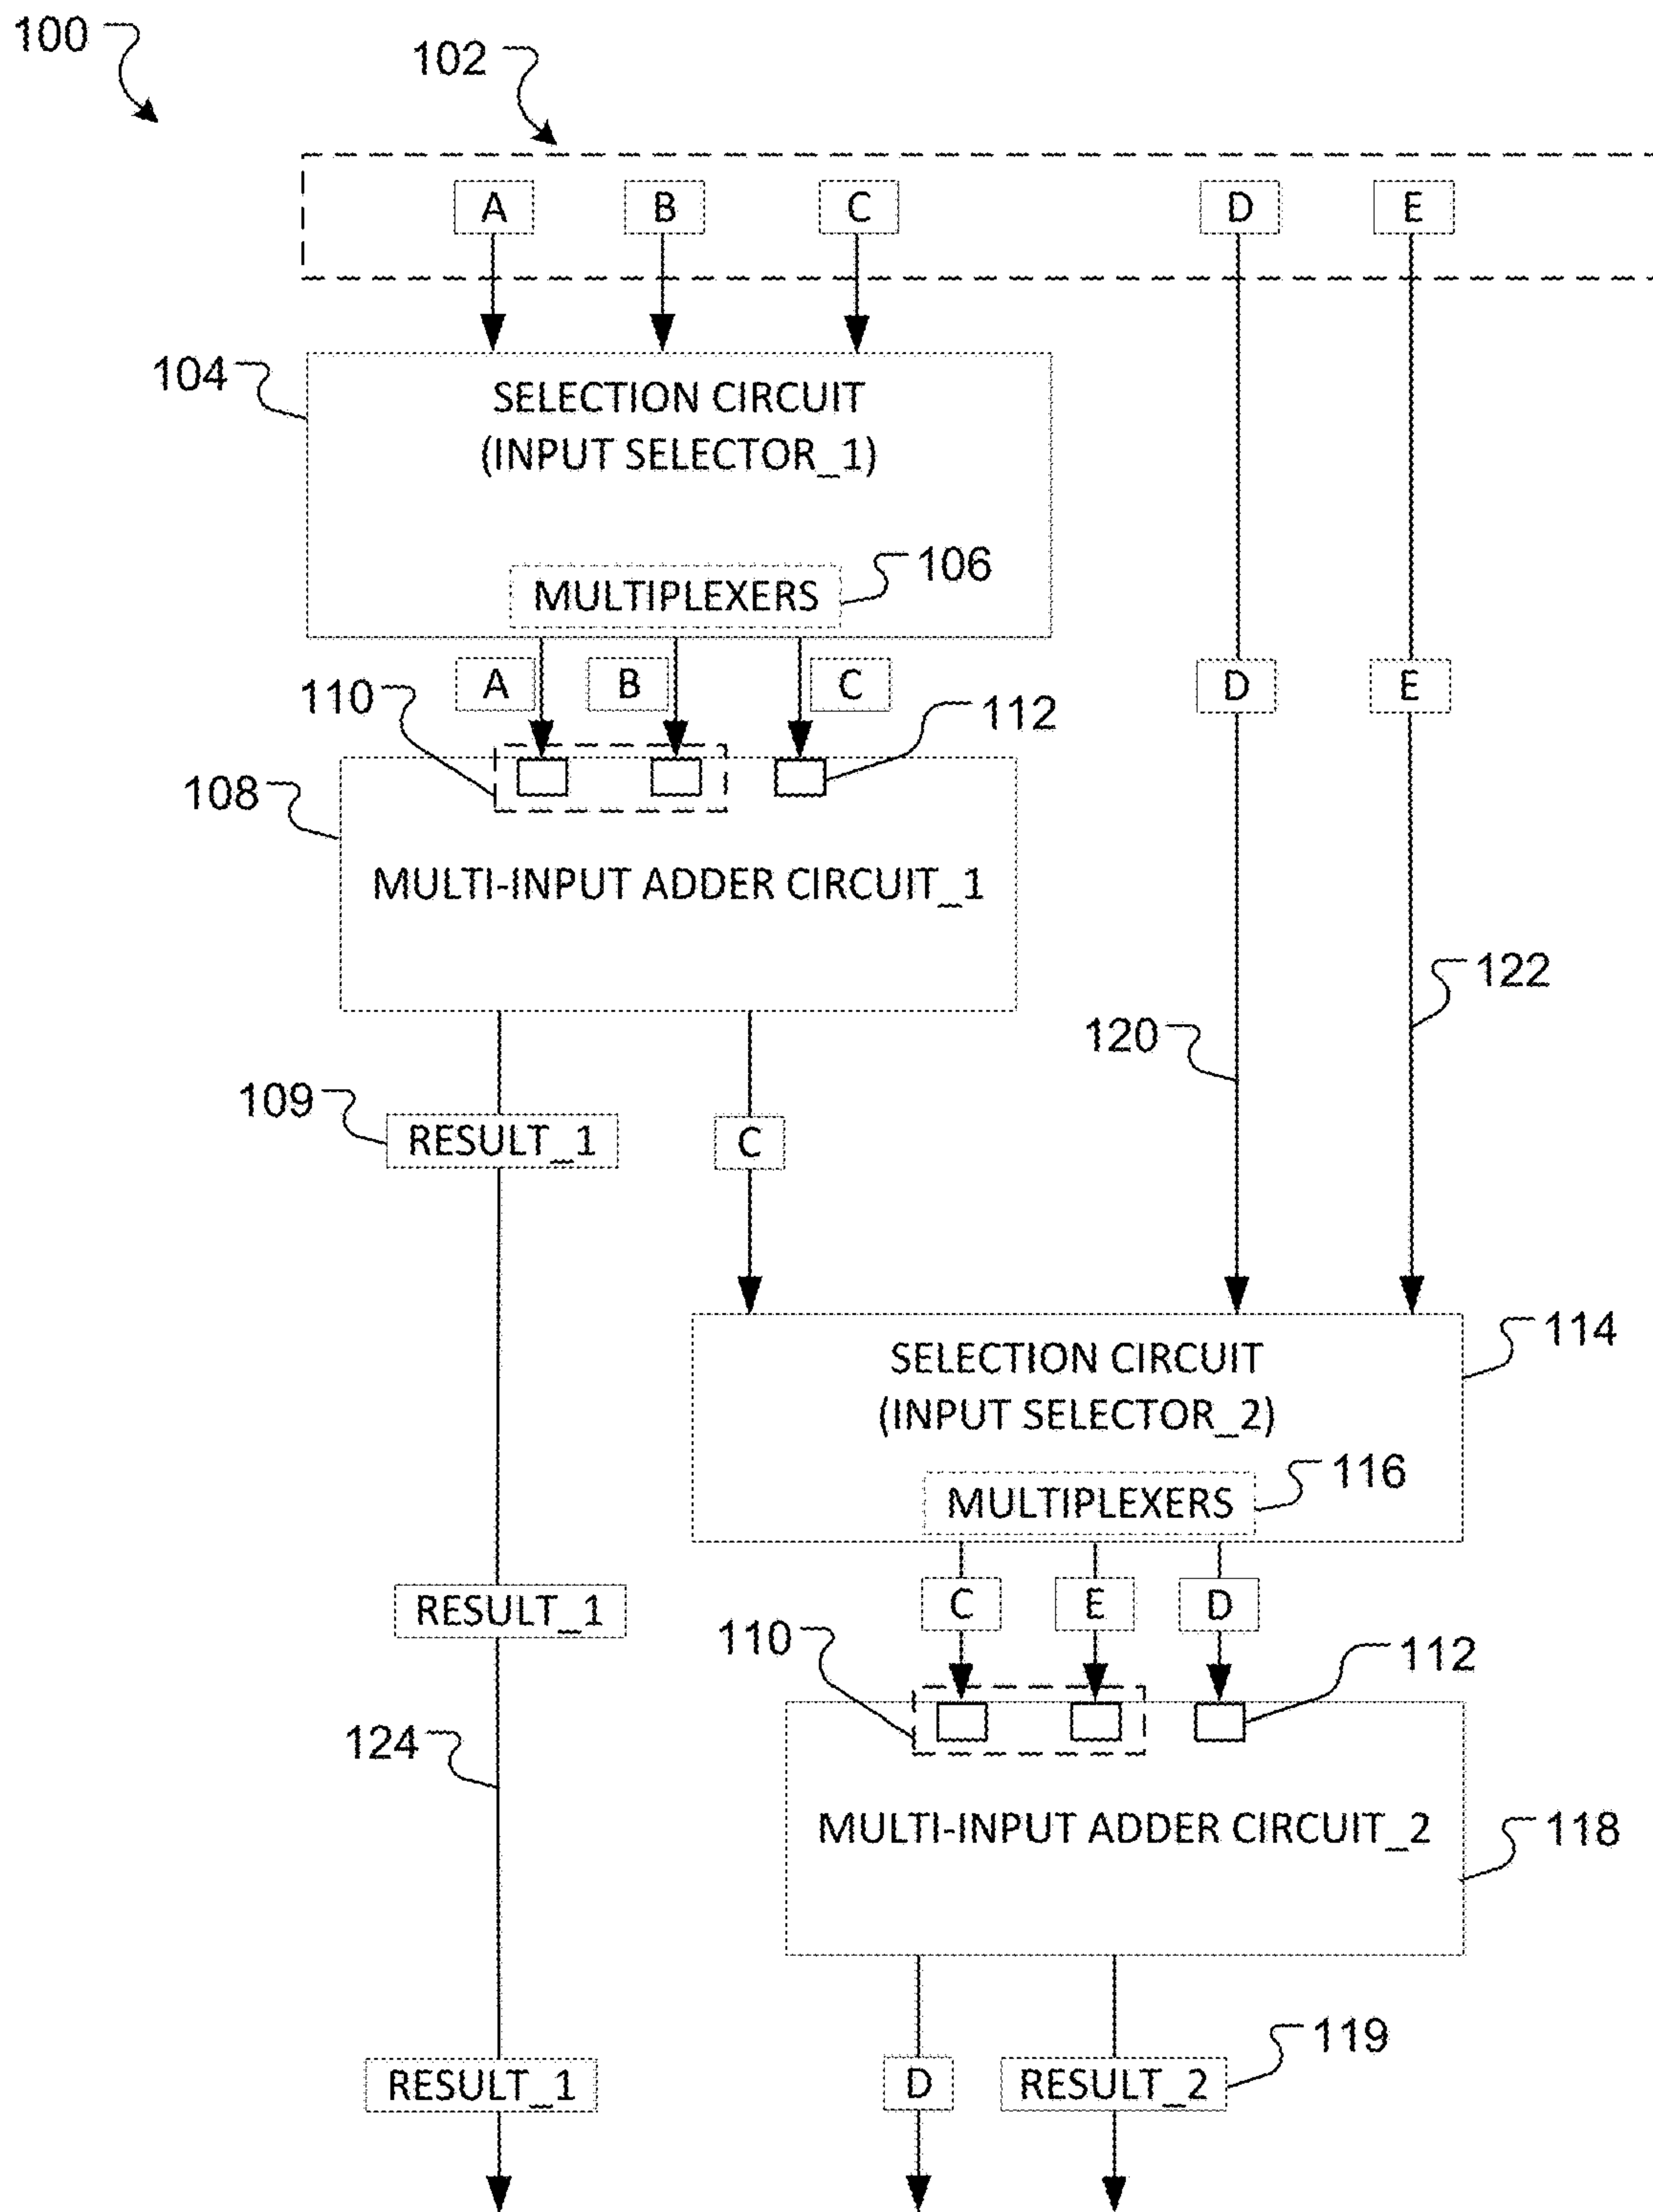 100
102
A B C D E
104
SELECTION CIRCUIT
(INPUT SELECTOR_1)
106
MULTIPLEXERS
A B C D E
110
112
108
MULTI-INPUT ADDER CIRCUIT_1
122
120
109
RESULT_1 C
114
SELECTION CIRCUIT
(INPUT SELECTOR_2)
116
MULTIPLEXERS
RESULT_1 C E D
110
112
124
MULTI-INPUT ADDER CIRCUIT_2
118
119
RESULT_1 D RESULT_2